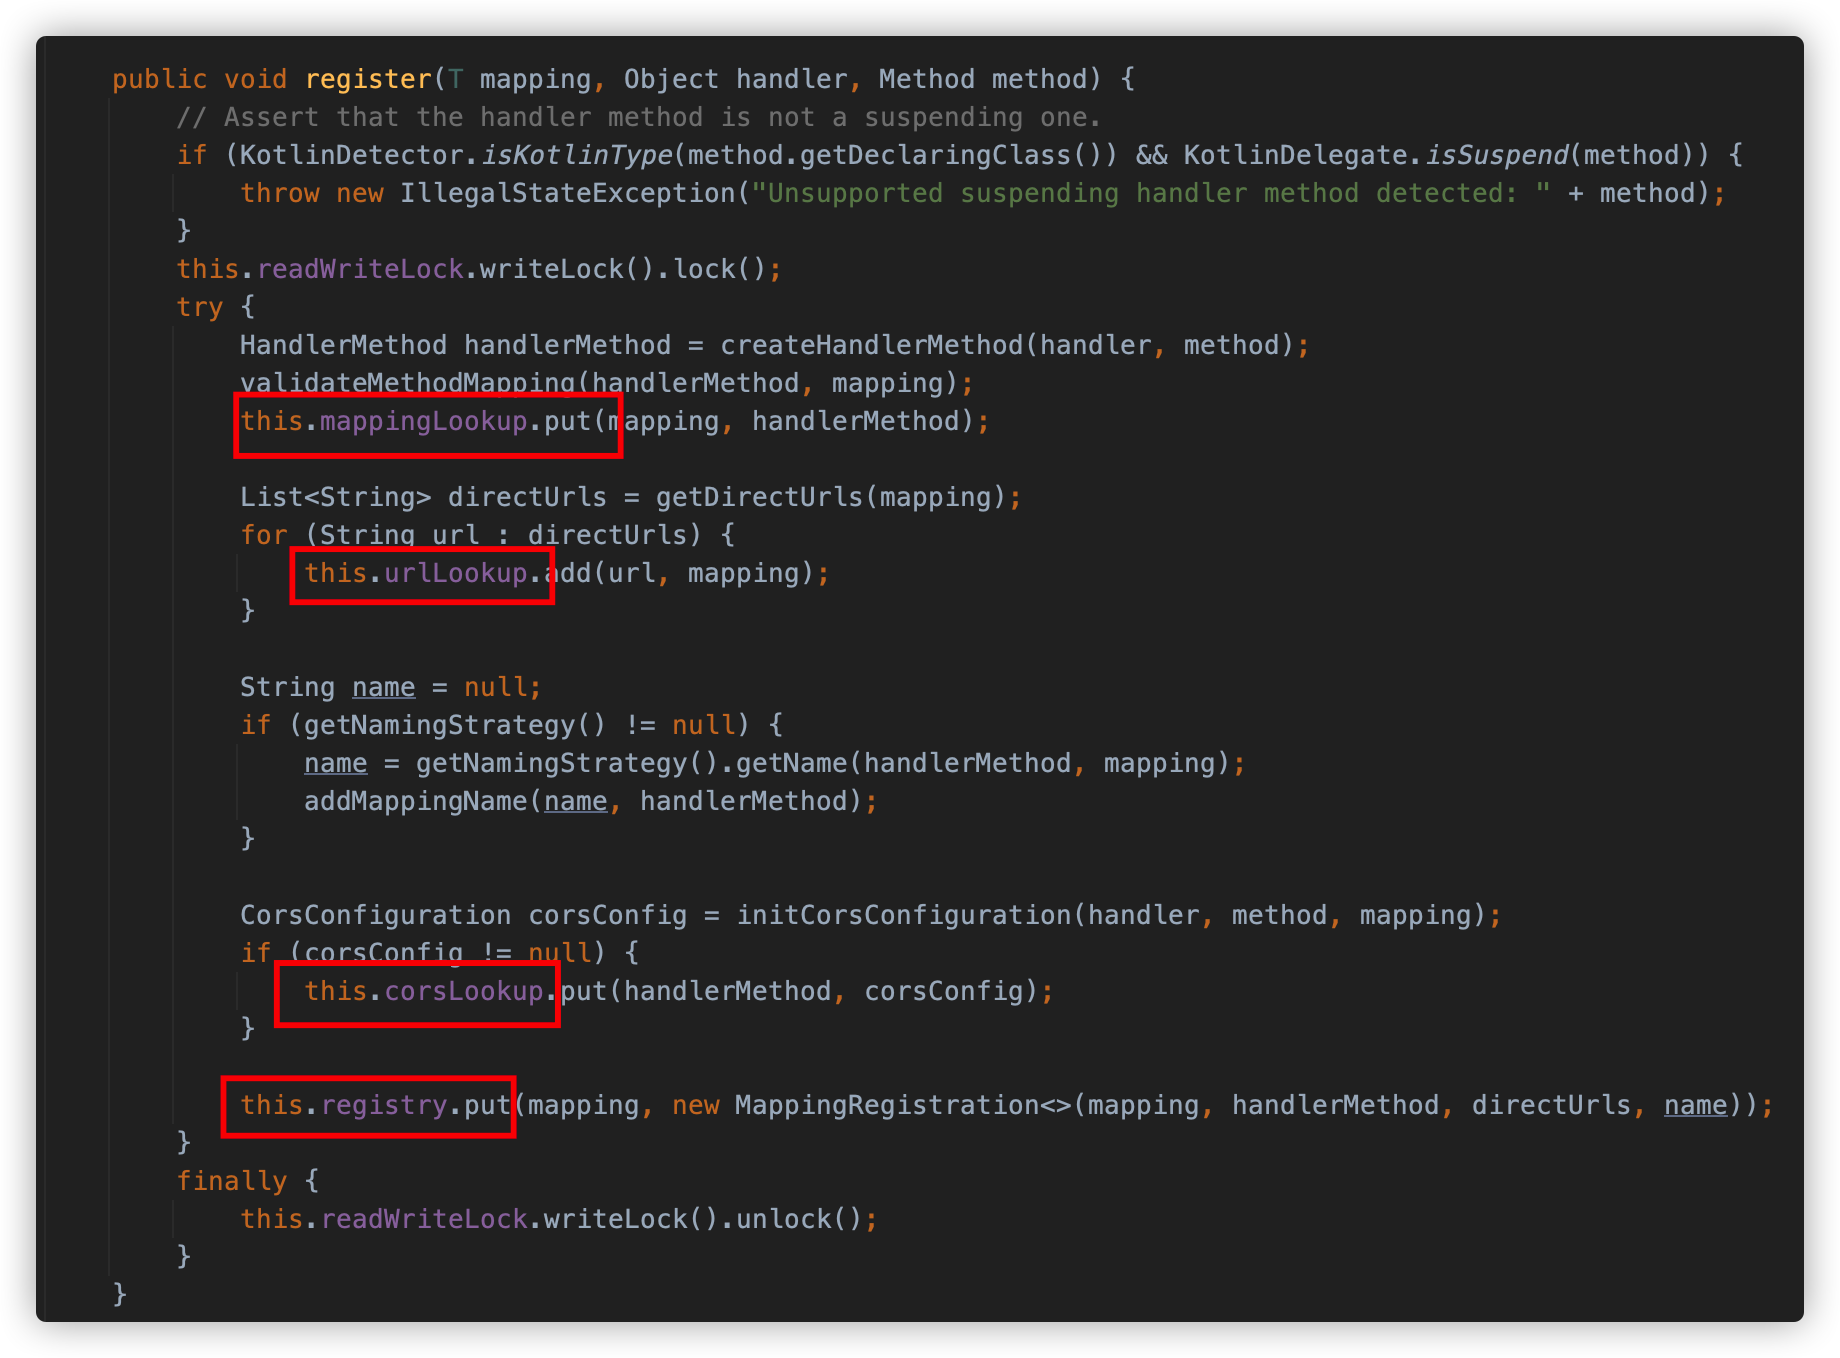 public void register(T mapping, Object handler, Method method) {
// Assert that the handler method is not a suspending one.
if (KotlinDetector.isKotlinType(method.getDeclaringClass()) && KotlinDelegate.isSuspend(method)) {
throw new IllegalStateException("Unsupported suspending handler method detected: " + method);
}
this.readWriteLock.writeLock().lock();
try {
HandlerMethod handlerMethod = createHandlerMethod(handler, method);
validateMethodMapping(handlerMethod, mapping);
this.mappingLookup.put(mapping, handlerMethod);
List<String> directUrls = getDirectUrls(mapping);
for (String url : directUrls) {
this.urlLookup.add(url, mapping);
}
String name = null;
if (getNamingStrategy() != null) {
name = getNamingStrategy().getName(handlerMethod, mapping);
addMappingName(name, handlerMethod);
}
CorsConfiguration corsConfig = initCorsConfiguration(handler, method, mapping);
if (corsConfig != null) {
this.corsLookup.put(handlerMethod, corsConfig);
}
this.registry.put(mapping, new MappingRegistration<>(mapping, handlerMethod, directUrls, name));
}
finally {
this.readWriteLock.writeLock().unlock();
}
}